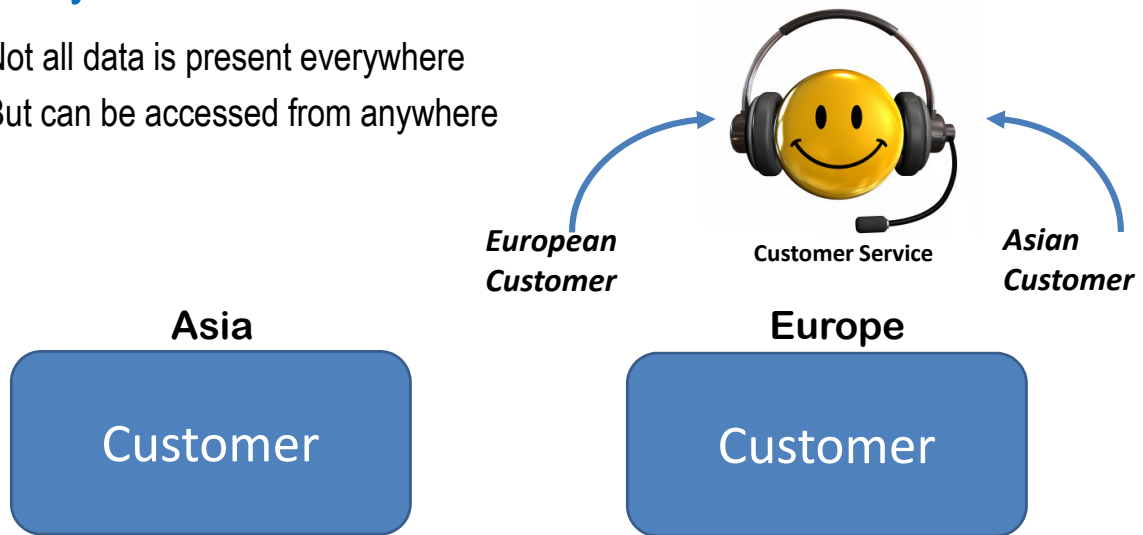 Not all data is present everywhere
But can be accessed from anywhere
European
Customer
Customer Service
Asian
Customer
Asia
Europe
Customer
Customer